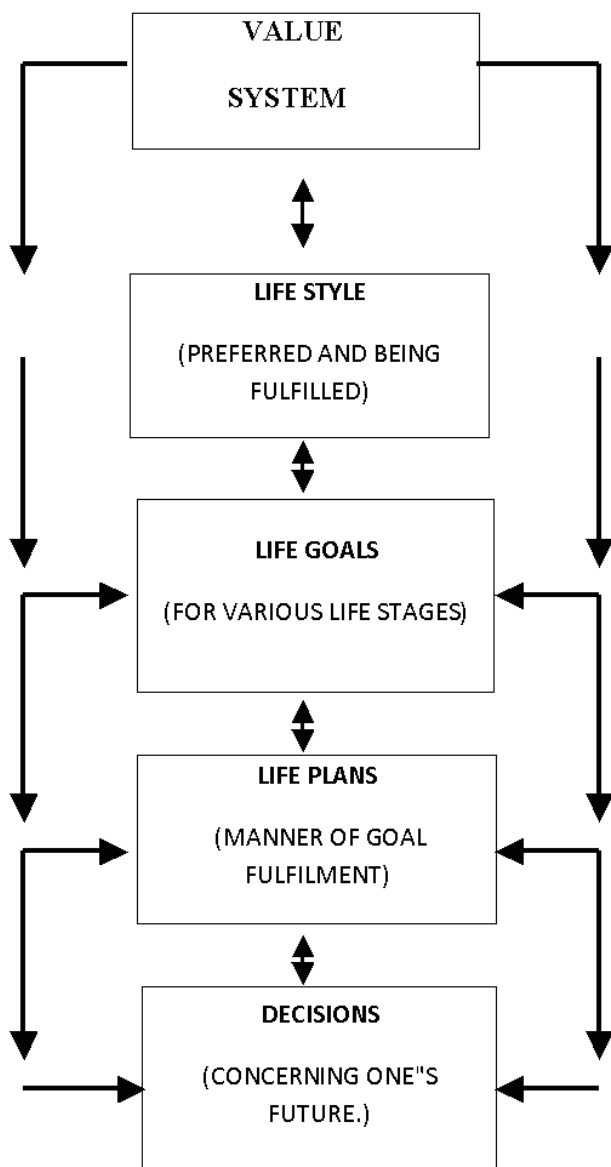 VALUE
SYSTEM
LIFE STYLE
(PREFERRED AND BEING
FULFILLED)
LIFE GOALS
(FOR VARIOUS LIFE STAGES)
LIFE PLANS
(MANNER OF GOAL
FULFILMENT)
DECISIONS
(CONCERNING ONE"S
FUTURE.)